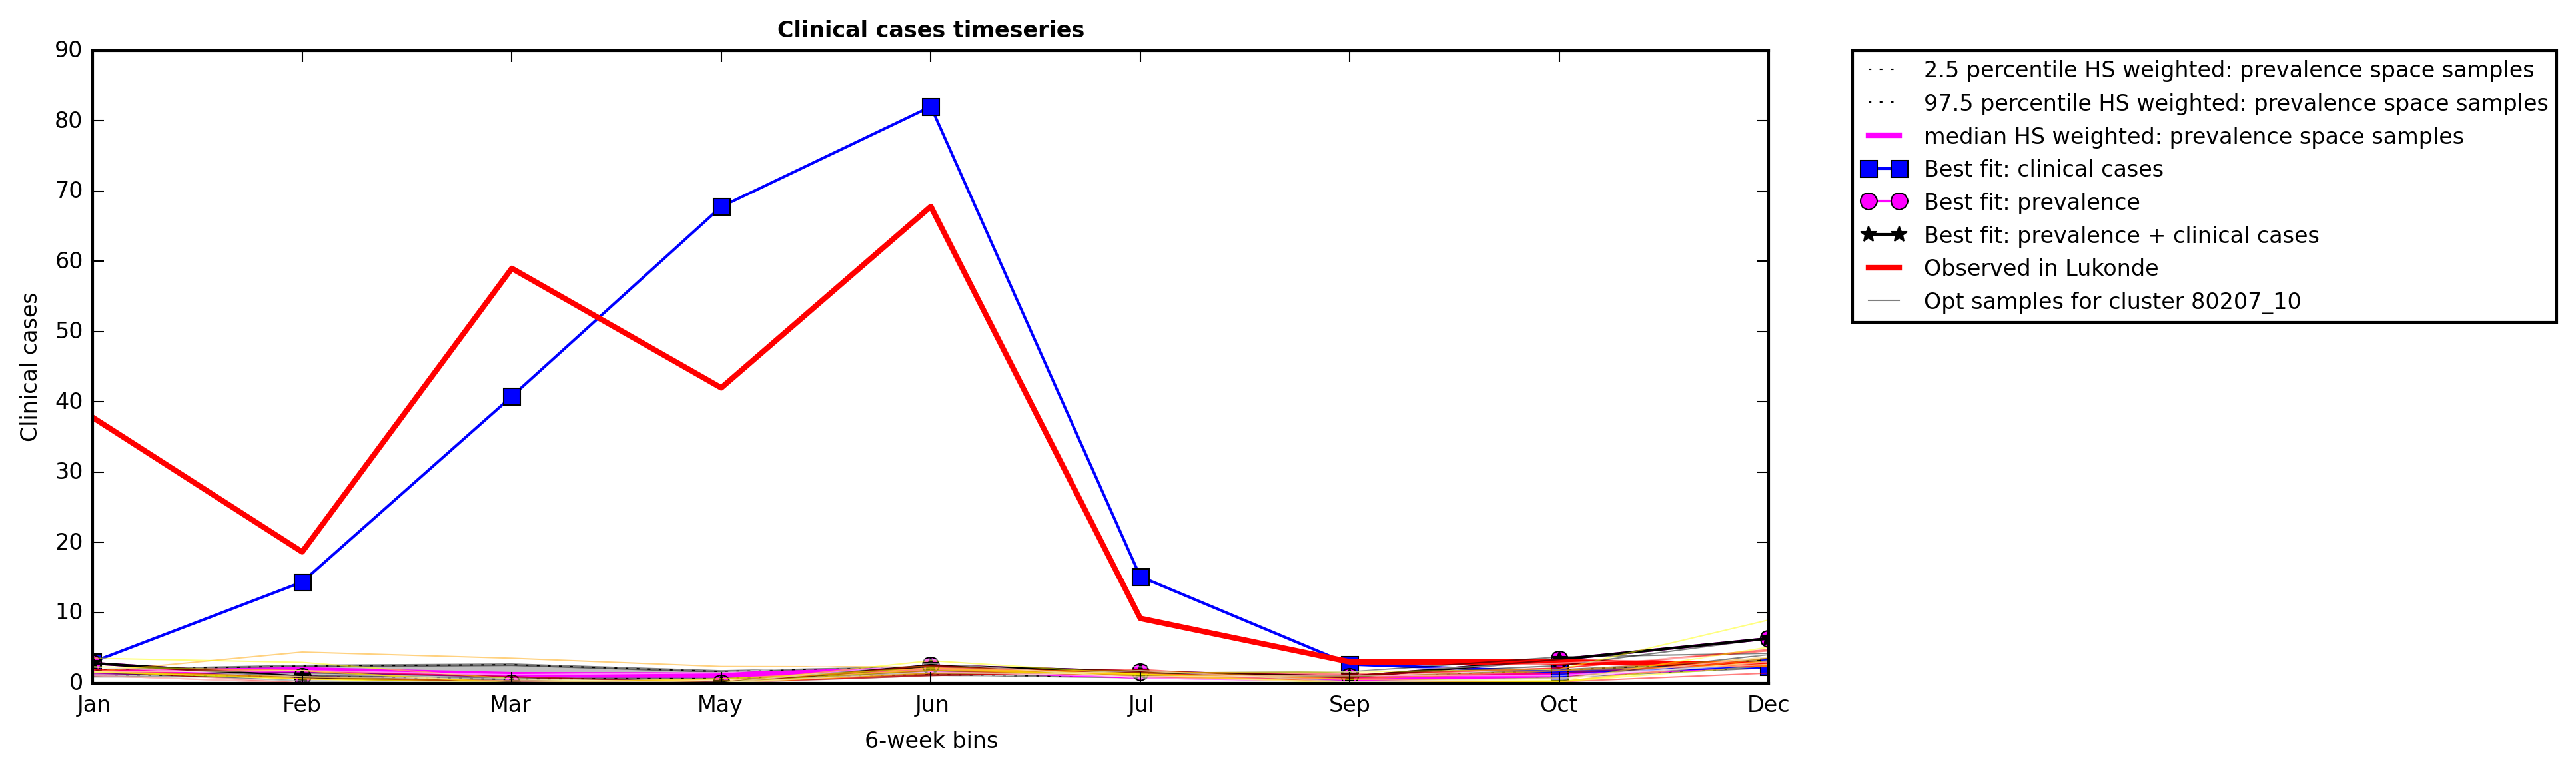 Clinical cases timeseries
90
80
70
60
50
40
30
20
10
0
Clinical cases
Jan Feb Mar May Jun Jul Sep Oct Dec
6-week bins
2.5 percentile HS weighted: prevalence space samples
97.5 percentile HS weighted: prevalence space samples
median HS weighted: prevalence space samples
Best fit: clinical cases
Best fit: prevalence
Best fit: prevalence + clinical cases
Observed in Lukonde
Opt samples for cluster 80207_10